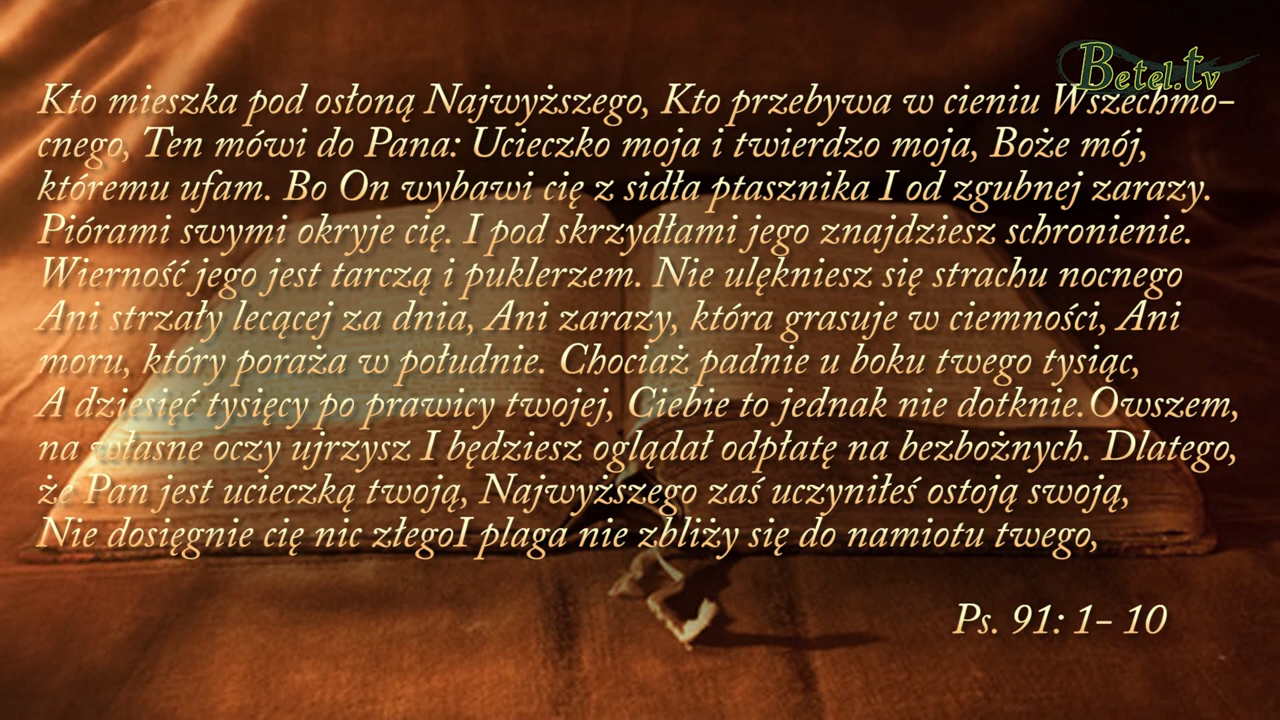 Betel.tv
Kto mieszka pod osłoną Najwyższego, Kto przebywa w cieniu Wszechmo-
cnego, Ten mówi do Pana: Ucieczko moja i twierdzo moja, Boże mój,
któremu ufam. Bo On wybawi cię z sidła ptasznika I od zgubnej zarazy.
Piórami swymi okryje cię. I pod skrzydłami jego znajdziesz schronienie.
Wierność jego jest tarczą i puklerzem. Nie ulękniesz się strachu nocnego
Ani strzały lecącej za dnia, Ani zarazy, która grasuje w ciemności, Ani
moru, który poraża w południe. Chociaż padnie u boku twego tysiąc,
A dziesięć tysięcy po prawicy twojej, Ciebie to jednak nie dotknie.Owszem,
na własne oczy ujrzysz I będziesz oglądał odpłatę na bezbożnych. Dlatego,
że Pan jest ucieczką twoją, Najwyższego zaś uczyniłeś ostoją swoją,
Nie dosięgnie cię nic złegoI plaga nie zbliży się do namiotu twego,
Ps. 91: 1- 10